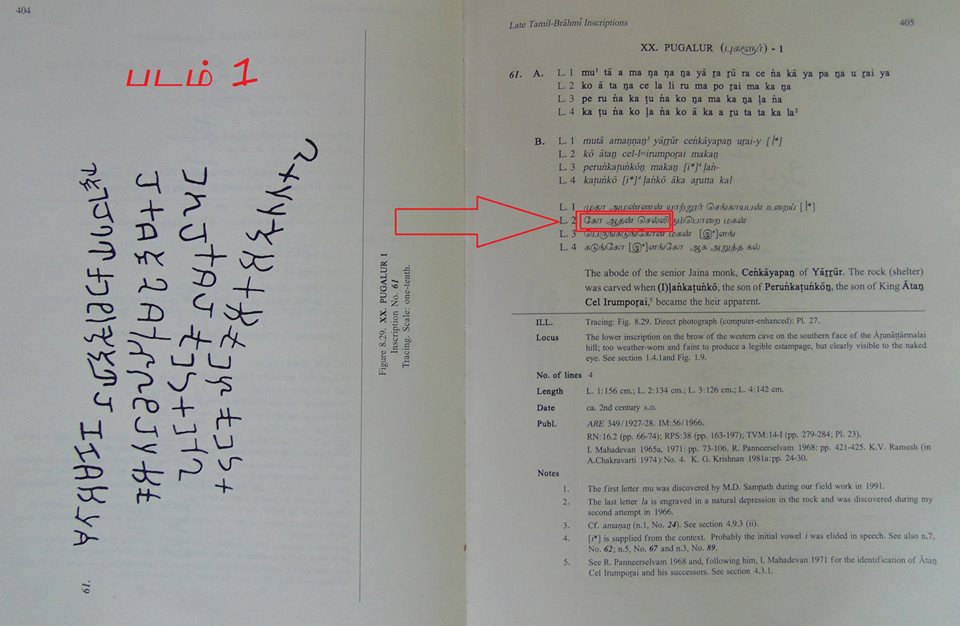 404
படம் 1
61.
Figure 8.29. XX. PUGALUR 1
Inscription No. 61
Tracing. Scale: one-tenth.
Late Tamil-Brāhmī Inscriptions
405
XX. PUGALUR (புகளூர்) - 1
61. A. L. 1 mu¹ tā a ma ṇa ṇa ṇa yā ṟa ṟū ra ce ṅa kā ya pa ṇa u ṟai ya
L. 2 ko ā ta ṉa ce la li ru ma po ṟai ma ka ṉa
L. 3 pe ru ṅa ka ṭu ṅa ko ṉa ma ka ṉa ḷa ṅa
L. 4 ka ṭu ṅa ko ḷa ṅa ko ā ka a ṟu ta ta ka la²
B. L. 1 mutā amaṇṇaṉ³ yāṟṟūr ceṅkāyapaṉ uṟai-y [|*]
L. 2 kō ātaṉ cel-l=irumpoṟai makaṉ
L. 3 peruṅkaṭuṅkōṉ makaṉ [i*]⁴ ḷaṅ-
L. 4 kaṭuṅkō [i*]⁴ ḷaṅkō āka aṟutta kal
L. 1 முதா அமண்ணன் யாற்றூர் செங்காயபன் உறைய் [|*]
L. 2 கோ ஆதன் செல்லிரும்பொறை மகன்
L. 3 பெருங்கடுங்கோன் மகன் [இ*]ளங்
L. 4 கடுங்கோ [இ*]ளங்கோ ஆக அறுத்த கல்
The abode of the senior Jaina monk, Ceṅkāyapaṉ of Yāṟṟūr. The rock (shelter)
was carved when (I)ḷaṅkaṭuṅkō, the son of Peruṅkaṭuṅkōṉ, the son of King Ātaṉ
Cel Irumpoṟai,⁵ became the heir apparent.
ILL. Tracing: Fig. 8.29. Direct photograph (computer-enhanced): Pl. 27.
Locus The lower inscription on the brow of the western cave on the southern face of the Āṟunāṭṭārmalai
hill; too weather-worn and faint to produce a legible estampage, but clearly visible to the naked
eye. See section 1.4.1and Fig. 1.9.
No. of lines 4
Length L. 1:156 cm.; L. 2:134 cm.; L. 3:126 cm.; L. 4:142 cm.
Date ca. 2nd century A.D.
Publ. ARE 349/1927-28. IM:56/1966.
RN:16.2 (pp. 66-74); RPS:38 (pp. 163-197); TVM:14-I (pp. 279-284; Pl. 23).
I. Mahadevan 1965a, 1971: pp. 73-106. R. Panneerselvam 1968: pp. 421-425. K.V. Ramesh (in
A.Chakravarti 1974):No. 4. K. G. Krishnan 1981a:pp. 24-30.
Notes
1. The first letter mu was discovered by M.D. Sampath during our field work in 1991.
2. The last letter la is engraved in a natural depression in the rock and was discovered during my
second attempt in 1966.
3. Cf. amaṇaṉ (n.1, No. 24). See section 4.9.3 (ii).
4. [i*] is supplied from the context. Probably the initial vowel i was elided in speech. See also n.7,
No. 62; n.5, No. 67 and n.3, No. 89.
5. See R. Panneerselvam 1968 and, following him, I. Mahadevan 1971 for the identification of Ātaṉ
Cel Irumpoṟai and his successors. See section 4.3.1.